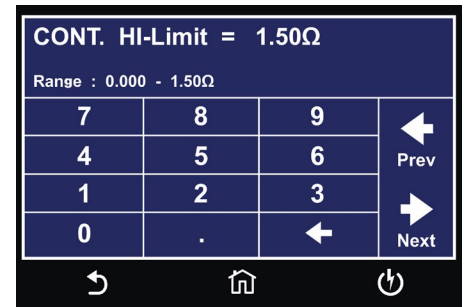 CONT. HI-Limit = 1.50Ω
Range : 0.000 - 1.50Ω
7 8 9
4 5 6
Prev
1 2 3
0 .
Next